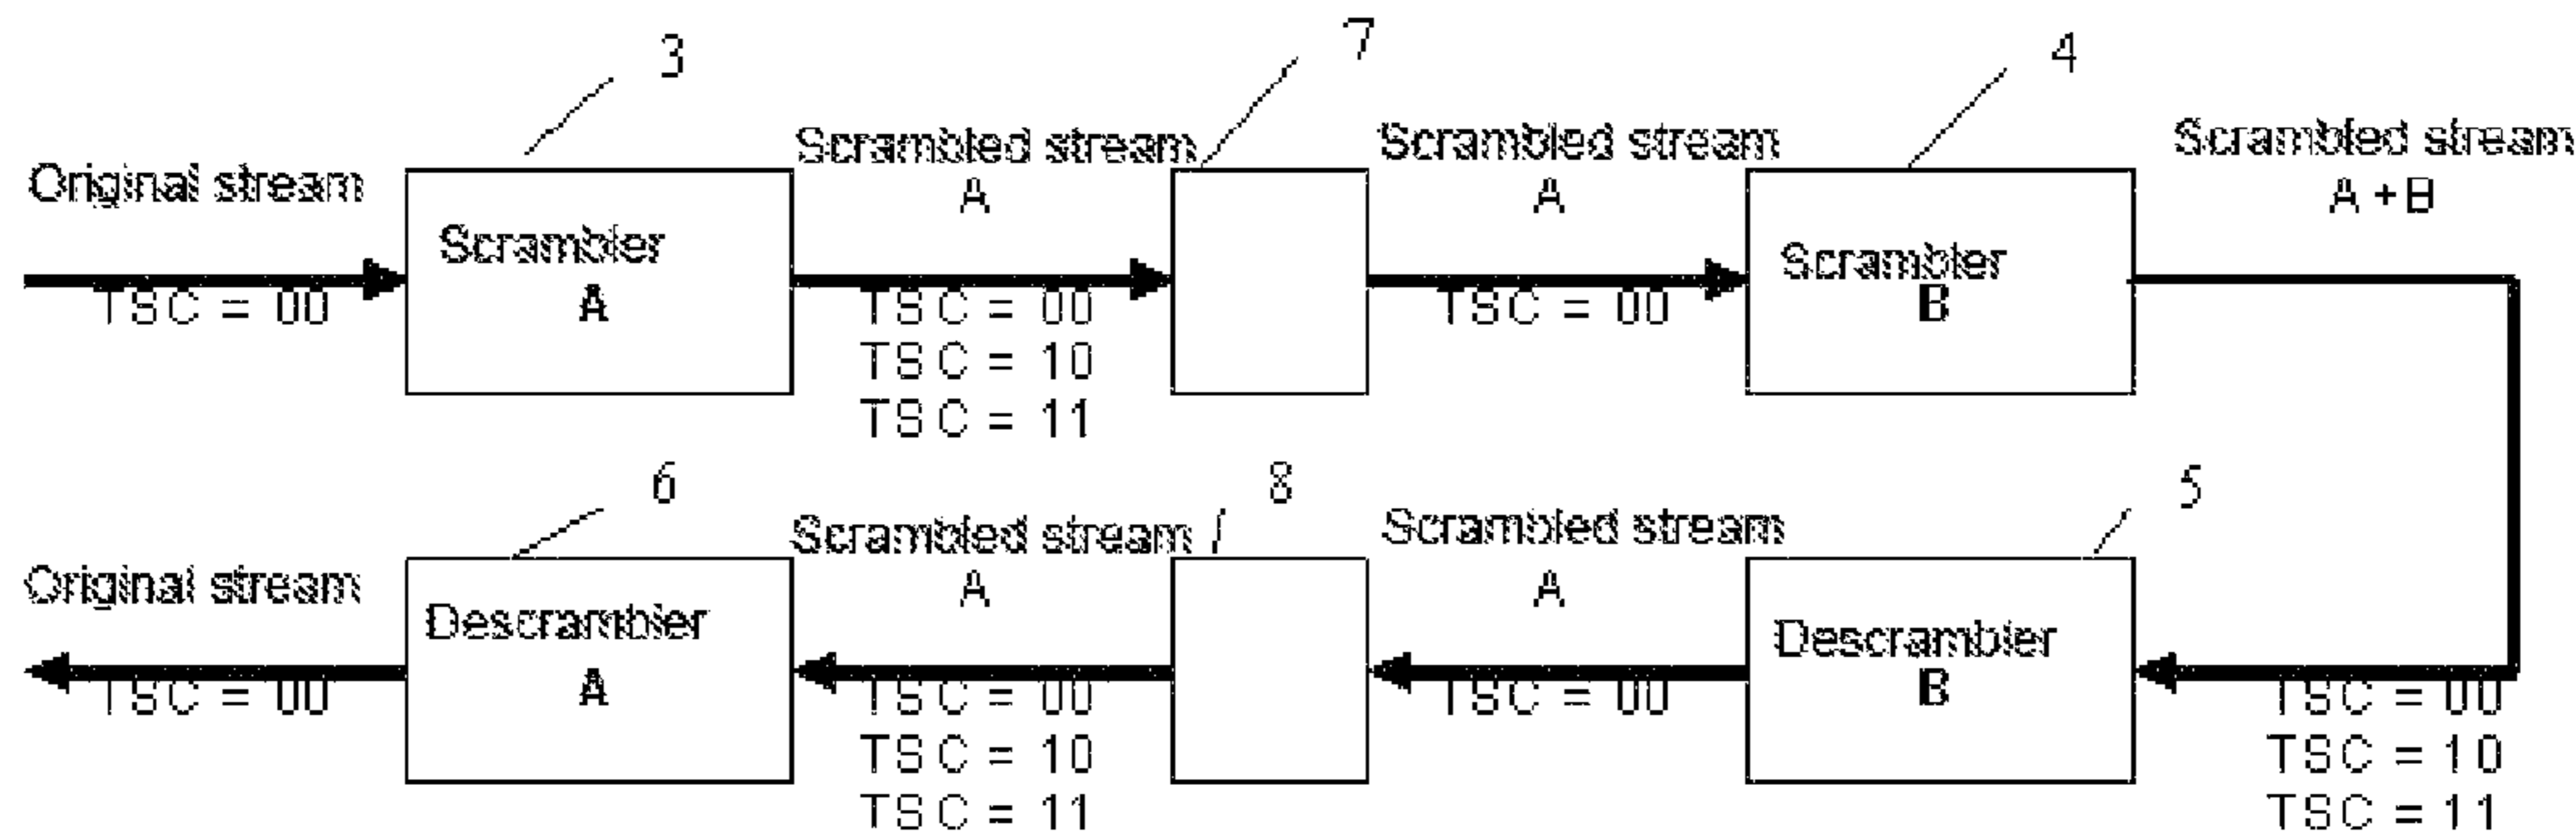 3
7
4
Original stream
TSC = 00
Scrambler
A
Scrambled stream
A
TSC = 00
TSC = 10
TSC = 11
Scrambled stream
A
TSC = 00
Scrambler
B
Scrambled stream
A + B
6
8
5
Original stream
TSC = 00
Descrambler
A
Scrambled stream
A
TSC = 00
TSC = 10
TSC = 11
Scrambled stream
A
TSC = 00
Descrambler
B
TSC = 00
TSC = 10
TSC = 11